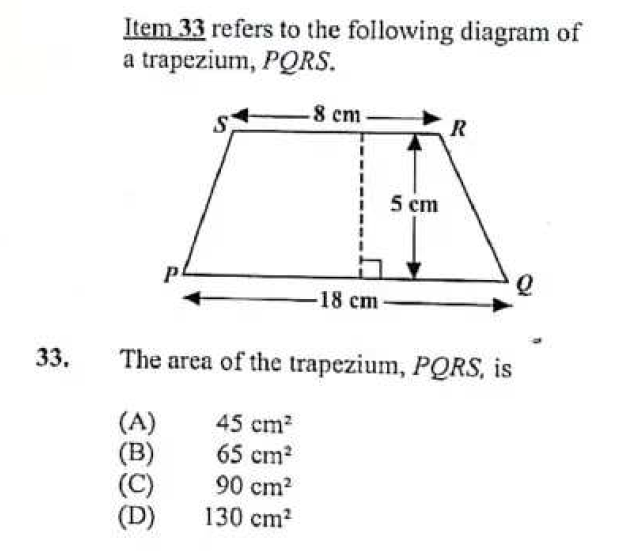 Item 33 refers to the following diagram of
a trapezium, PQRS.
S 8 cm R
5 cm
P Q
18 cm
33. The area of the trapezium, PQRS, is
(A) 45 cm²
(B) 65 cm²
(C) 90 cm²
(D) 130 cm²